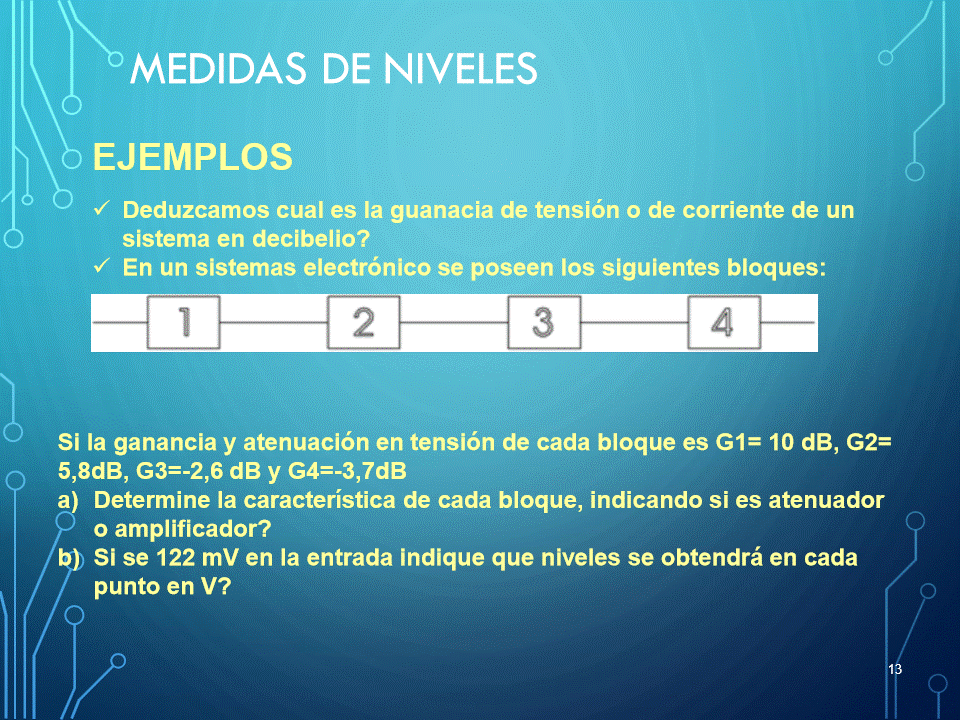 MEDIDAS DE NIVELES
EJEMPLOS
✓ Deduzcamos cual es la guanacia de tensión o de corriente de un
sistema en decibelio?
✓ En un sistemas electrónico se poseen los siguientes bloques:
1 2 3 4
Si la ganancia y atenuación en tensión de cada bloque es G1= 10 dB, G2=
5,8dB, G3=-2,6 dB y G4=-3,7dB
a) Determine la característica de cada bloque, indicando si es atenuador
o amplificador?
b) Si se 122 mV en la entrada indique que niveles se obtendrá en cada
punto en V?
13